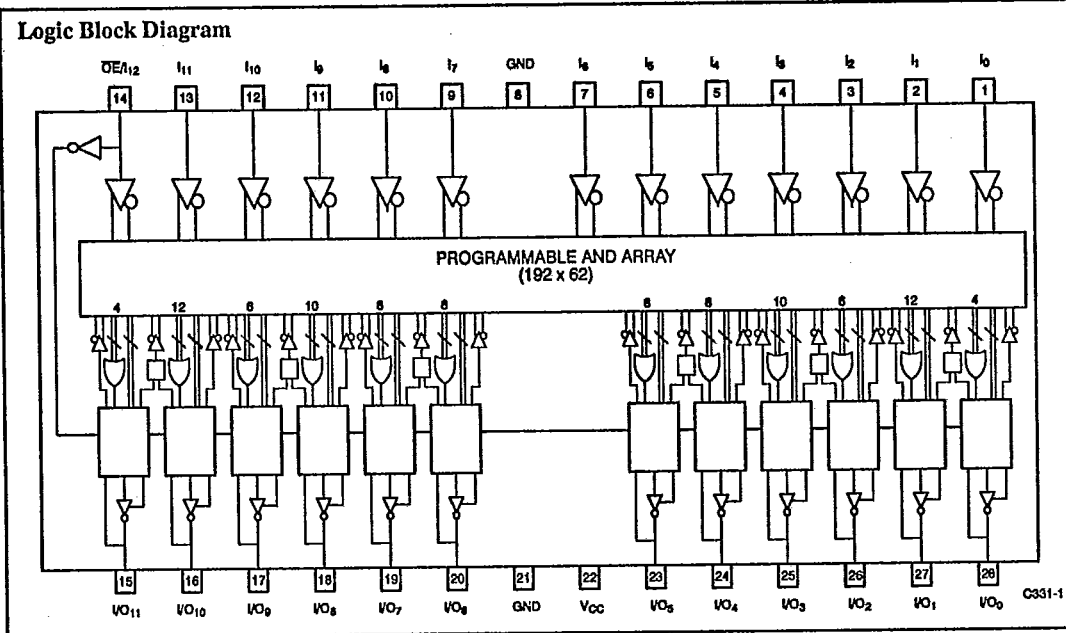 Logic Block Diagram
O̅E̅/I₁₂ I₁₁ I₁₀ I₉ I₈ I₇ GND I₆ I₅ I₄ I₃ I₂ I₁ I₀
14 13 12 11 10 9 8 7 6 5 4 3 2 1
PROGRAMMABLE AND ARRAY
(192 x 62)
4 12 6 10 8 8 8 8 10 6 12 4
15 16 17 18 19 20 21 22 23 24 25 26 27 28
I/O₁₁ I/O₁₀ I/O₉ I/O₈ I/O₇ I/O₆ GND V_CC I/O₅ I/O₄ I/O₃ I/O₂ I/O₁ I/O₀
C331-1